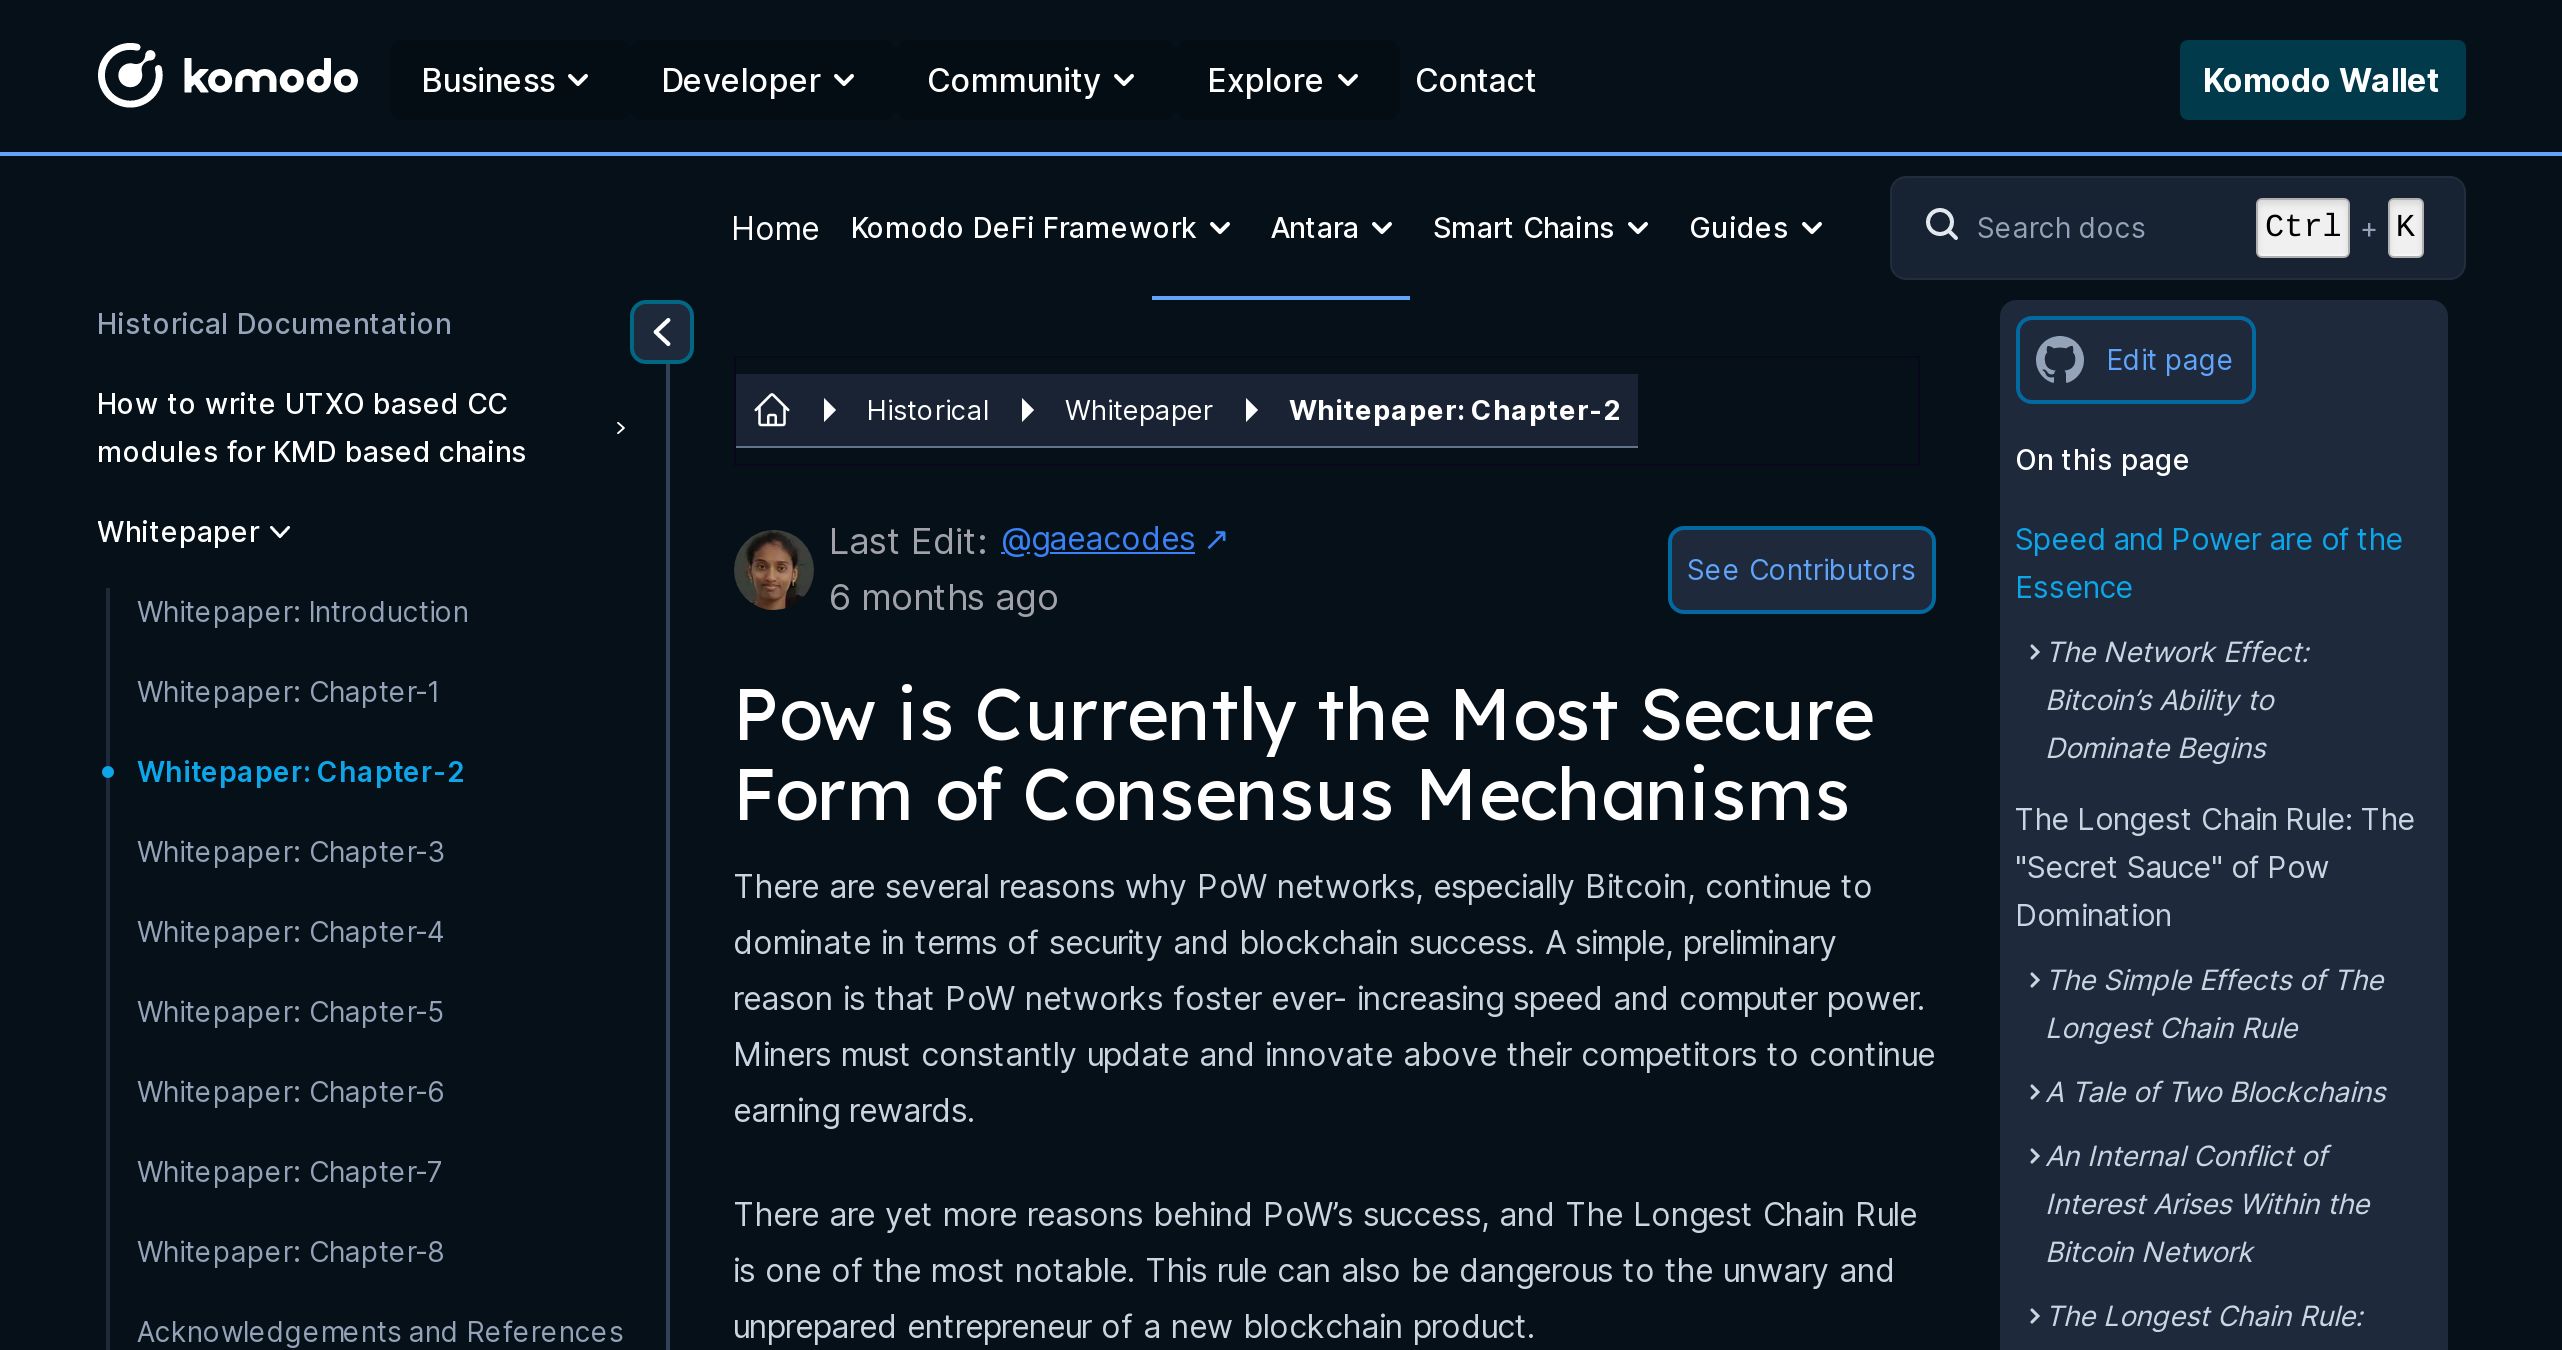 komodo
Business
Developer
Community
Explore
Contact
Komodo Wallet
Home
Komodo DeFi Framework
Antara
Smart Chains
Guides
Search docs
Ctrl + K
Historical Documentation
How to write UTXO based CC
modules for KMD based chains
Whitepaper
Whitepaper: Introduction
Whitepaper: Chapter-1
Whitepaper: Chapter-2
Whitepaper: Chapter-3
Whitepaper: Chapter-4
Whitepaper: Chapter-5
Whitepaper: Chapter-6
Whitepaper: Chapter-7
Whitepaper: Chapter-8
Acknowledgements and References
Historical
Whitepaper
Whitepaper: Chapter-2
Last Edit: @gaeacodes ↗
6 months ago
See Contributors
Pow is Currently the Most Secure
Form of Consensus Mechanisms
There are several reasons why PoW networks, especially Bitcoin, continue to
dominate in terms of security and blockchain success. A simple, preliminary
reason is that PoW networks foster ever- increasing speed and computer power.
Miners must constantly update and innovate above their competitors to continue
earning rewards.
There are yet more reasons behind PoW’s success, and The Longest Chain Rule
is one of the most notable. This rule can also be dangerous to the unwary and
unprepared entrepreneur of a new blockchain product.
Edit page
On this page
Speed and Power are of the
Essence
The Network Effect:
Bitcoin’s Ability to
Dominate Begins
The Longest Chain Rule: The
"Secret Sauce" of Pow
Domination
The Simple Effects of The
Longest Chain Rule
A Tale of Two Blockchains
An Internal Conflict of
Interest Arises Within the
Bitcoin Network
The Longest Chain Rule: